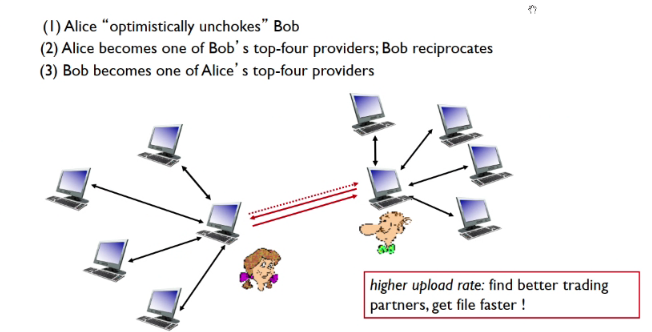 (1) Alice “optimistically unchokes” Bob
(2) Alice becomes one of Bob’s top-four providers; Bob reciprocates
(3) Bob becomes one of Alice’s top-four providers
higher upload rate: find better trading
partners, get file faster !